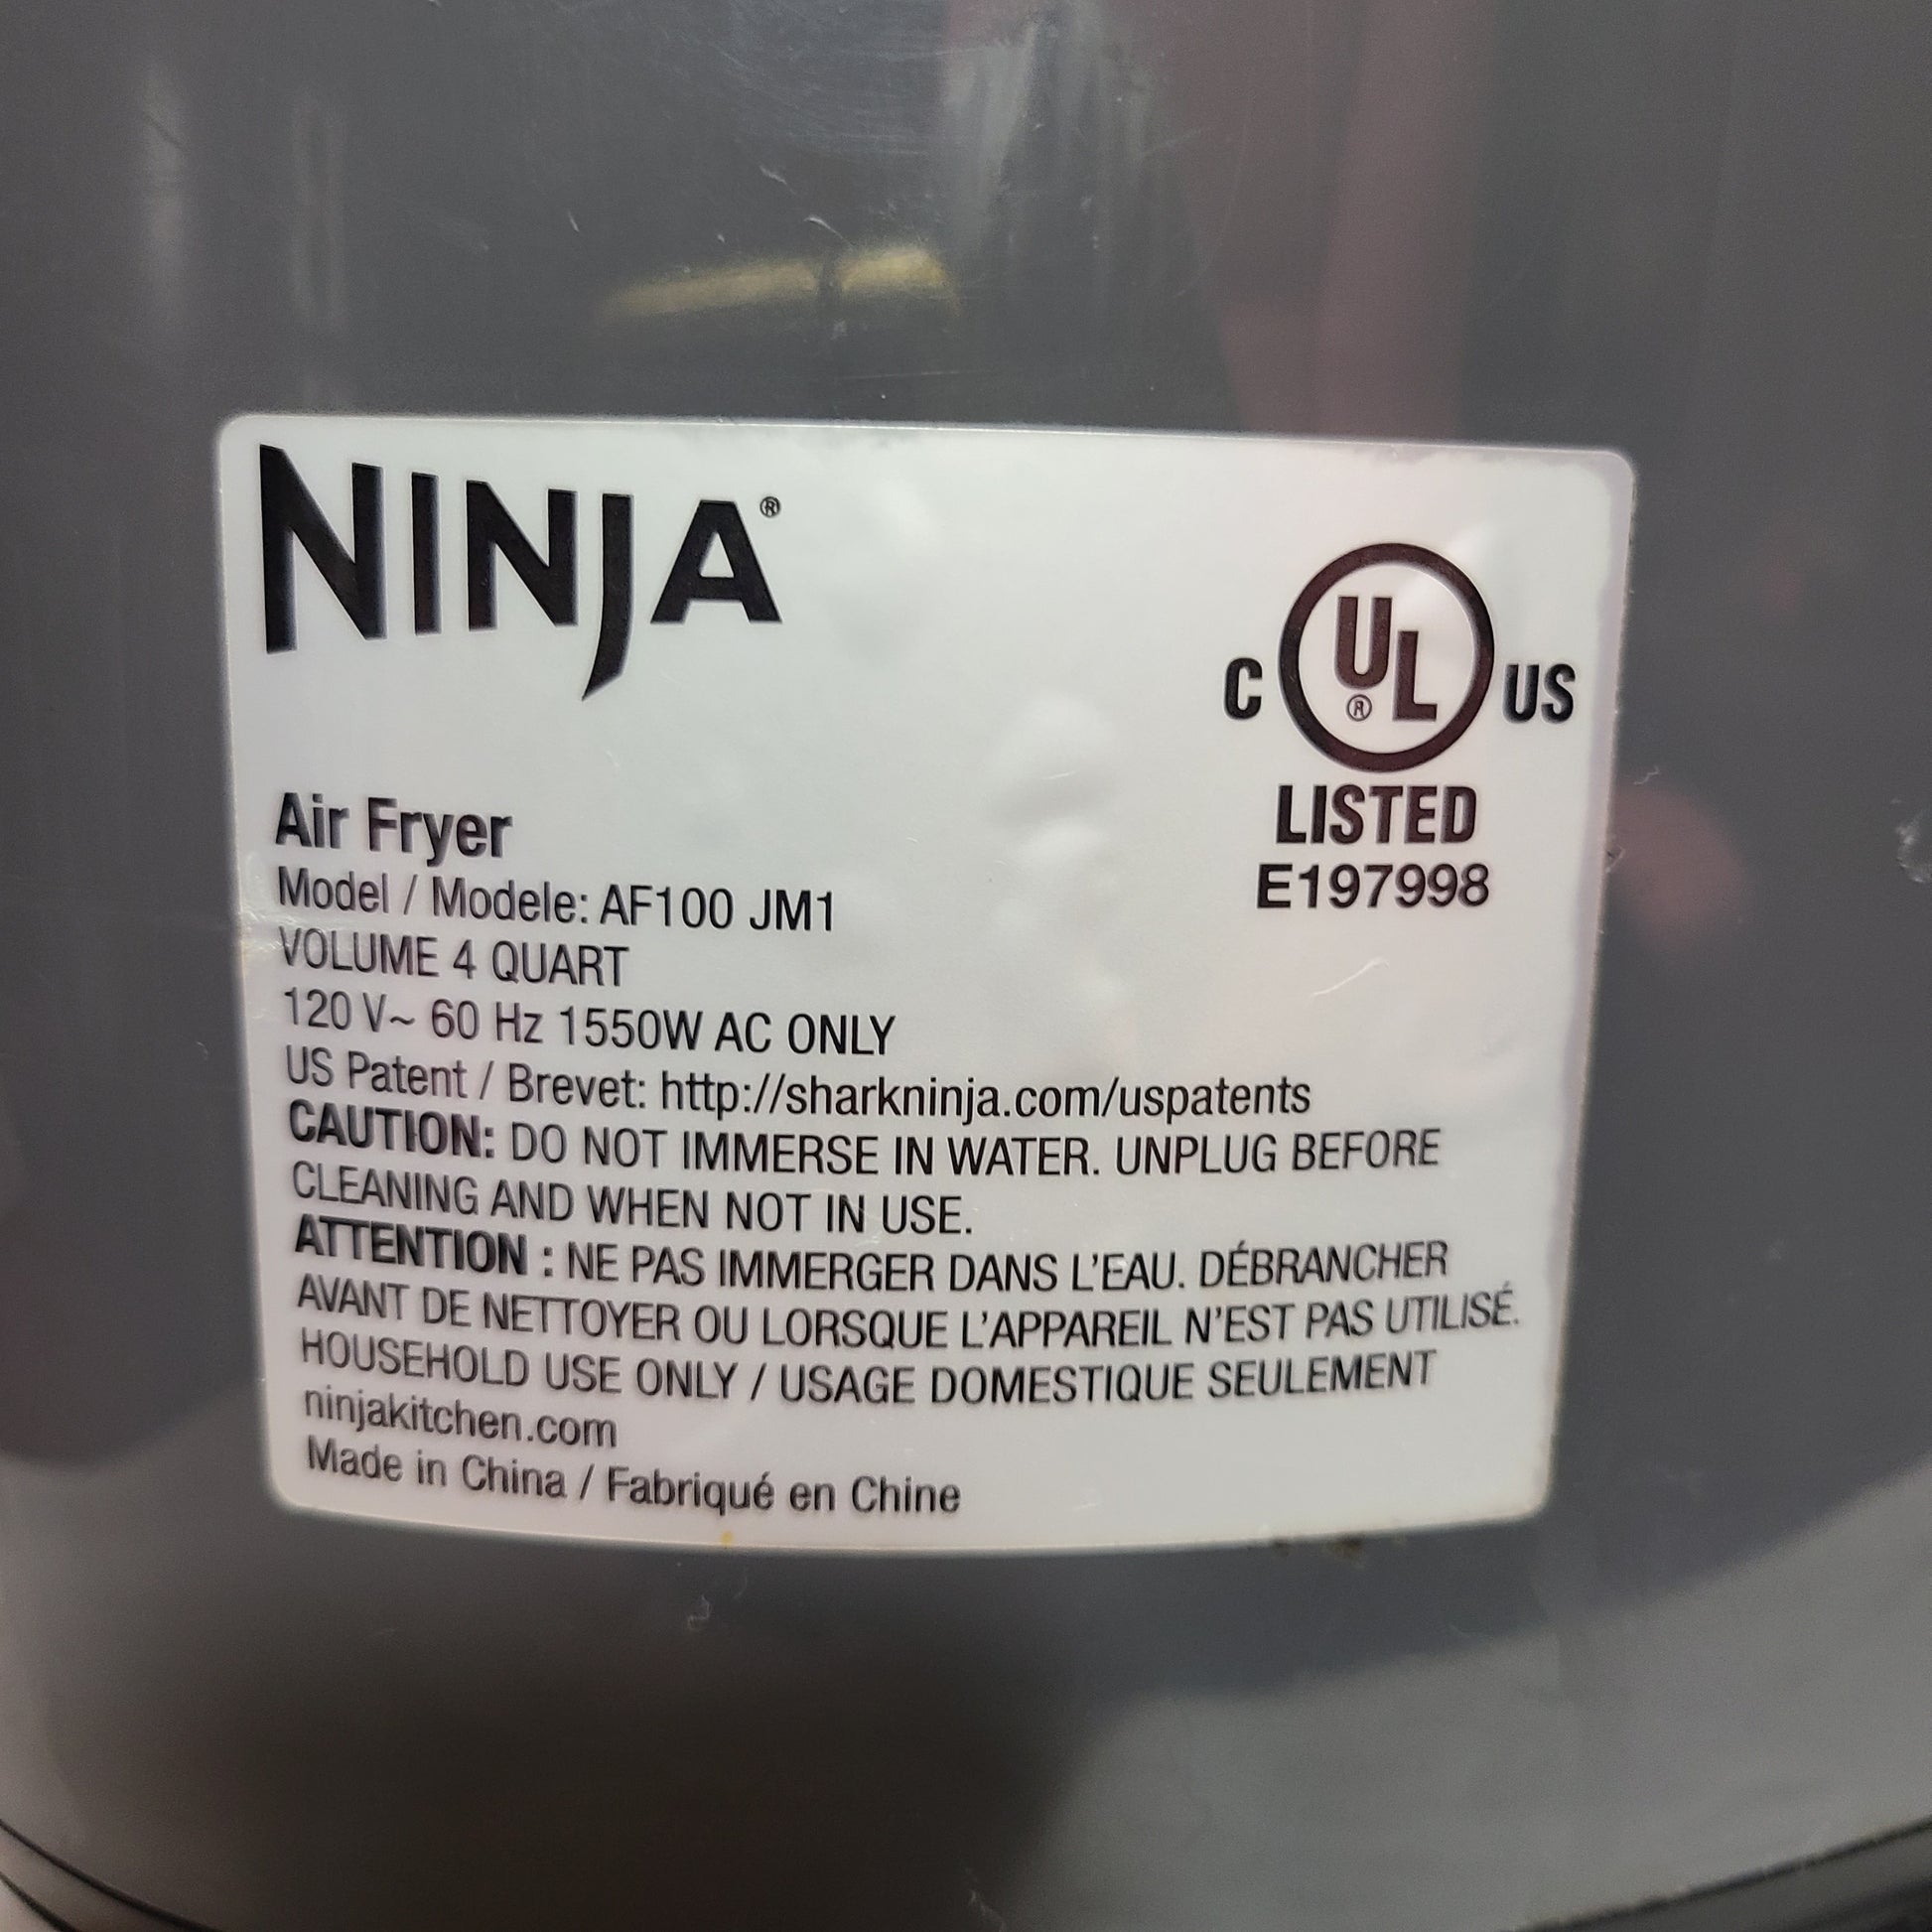 NINJA®
C UL® US
LISTED
E197998
Air Fryer
Model / Modele: AF100 JM1
VOLUME 4 QUART
120 V~ 60 Hz 1550W AC ONLY
US Patent / Brevet: http://sharkninja.com/uspatents
CAUTION: DO NOT IMMERSE IN WATER. UNPLUG BEFORE
CLEANING AND WHEN NOT IN USE.
ATTENTION : NE PAS IMMERGER DANS L'EAU. DÉBRANCHER
AVANT DE NETTOYER OU LORSQUE L'APPAREIL N'EST PAS UTILISÉ.
HOUSEHOLD USE ONLY / USAGE DOMESTIQUE SEULEMENT
ninjakitchen.com
Made in China / Fabriqué en Chine